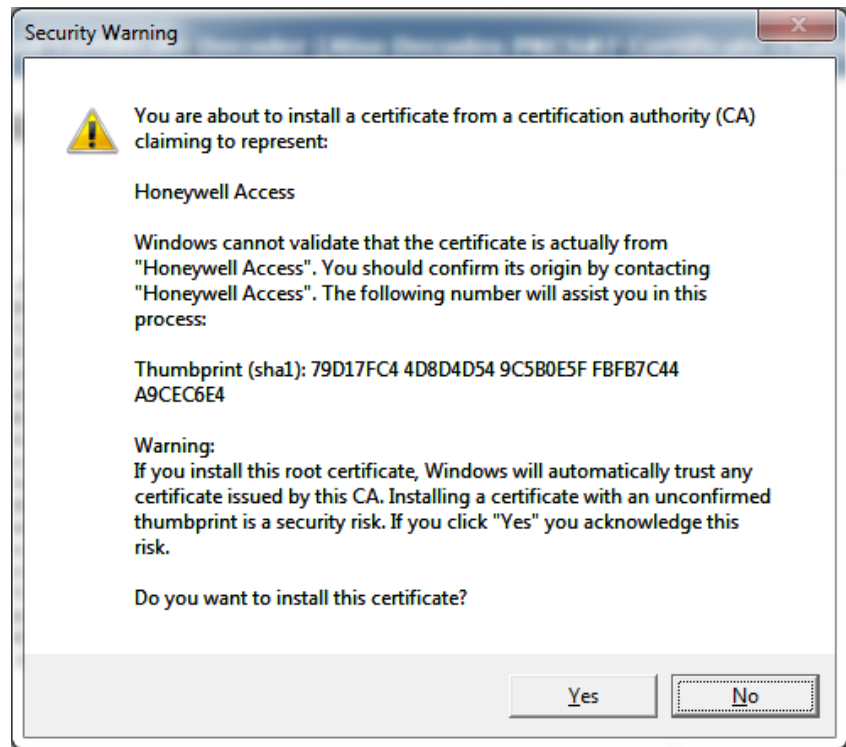 Security Warning
You are about to install a certificate from a certification authority (CA)
claiming to represent:
Honeywell Access
Windows cannot validate that the certificate is actually from
"Honeywell Access". You should confirm its origin by contacting
"Honeywell Access". The following number will assist you in this
process:
Thumbprint (sha1): 79D17FC4 4D8D4D54 9C5B0E5F FBFB7C44
A9CEC6E4
Warning:
If you install this root certificate, Windows will automatically trust any
certificate issued by this CA. Installing a certificate with an unconfirmed
thumbprint is a security risk. If you click "Yes" you acknowledge this
risk.
Do you want to install this certificate?
Yes
No